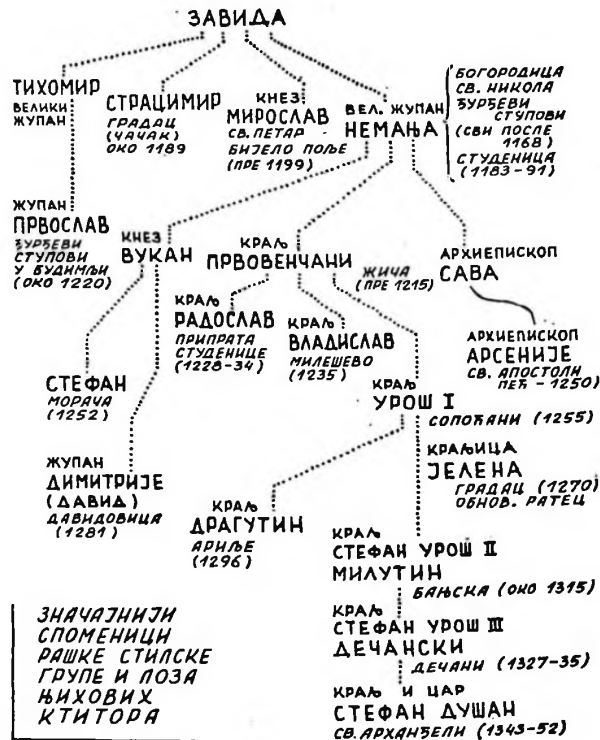 ЗАВИДА
ТИХОМИР
ВЕЛИКИ
ЖУПАН
СТРАЦИМИР
ГРАДАЦ
(ЧАЧАК)
ОКО 1189
КНЕЗ
МИРОСЛАВ
СВ. ПЕТАР
БИЈЕЛО ПОЉЕ
(ПРЕ 1199)
ВЕЛ. ЖУПАН
НЕМАЊА
БОГОРОДИЦА
СВ. НИКОЛА
ЂУРЂЕВИ
СТУПОВИ
(СВИ ПОСЛЕ
1168)
СТУДЕНИЦА
(1183-91)
ЖУПАН
ПРВОСЛАВ
ЂУРЂЕВИ
СТУПОВИ
У БУДИМЉИ
(ОКО 1220)
КНЕЗ
ВУКАН
КРАЉ
ПРВОВЕНЧАНИ
ЖИЧА
(ПРЕ 1215)
АРХИЕПИСКОП
САВА
КРАЉ
РАДОСЛАВ
ПРИПРАТА
СТУДЕНИЦЕ
(1228-34)
КРАЉ
ВЛАДИСЛАВ
МИЛЕШЕВО
(1235)
АРХИЕПИСКОП
АРСЕНИЈЕ
СВ. АПОСТОЛИ
ПЕЋ - 1250)
СТЕФАН
МОРАЧА
(1252)
КРАЉ
УРОШ I
СОПОЋАНИ (1255)
ЖУПАН
ДИМИТРИЈЕ
(ДАВИД)
ДАВИДОВИЦА
(1281)
КРАЉИЦА
ЈЕЛЕНА
ГРАДАЦ (1270)
ОБНОВ. РАТЕЦ
КРАЉ
ДРАГУТИН
АРИЉЕ
(1296)
КРАЉ
СТЕФАН УРОШ II
МИЛУТИН
БАЊСКА (ОКО 1315)
КРАЉ
СТЕФАН УРОШ III
ДЕЧАНСКИ
ДЕЧАНИ (1327-35)
КРАЉ И ЦАР
СТЕФАН ДУШАН
СВ. АРХАНЂЕЛИ (1343-52)
ЗНАЧАЈНИЈИ
СПОМЕНИЦИ
РАШКЕ СТИЛСКЕ
ГРУПЕ И ЛОЗА
ЊИХОВИХ
КТИТОРА